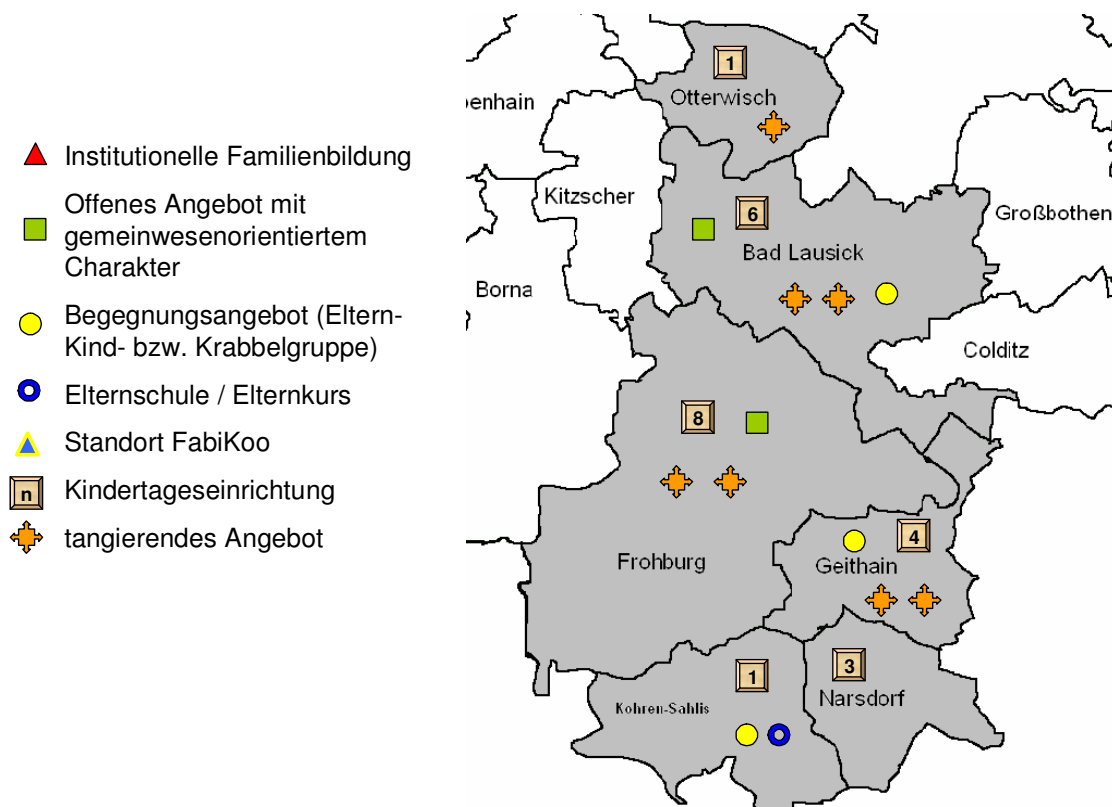 Institutionelle Familienbildung
Offenes Angebot mit
gemeinwesenorientiertem
Charakter
Begegnungsangebot (Eltern-
Kind- bzw. Krabbelgruppe)
Elternschule / Elternkurs
Standort FabiKoo
n Kindertageseinrichtung
tangierendes Angebot
1
Otterwisch
enhain
Kitzscher
6
Großbothen
Bad Lausick
Borna
Colditz
8
4
Frohburg
Geithain
1
3
Kohren-Sahlis
Narsdorf